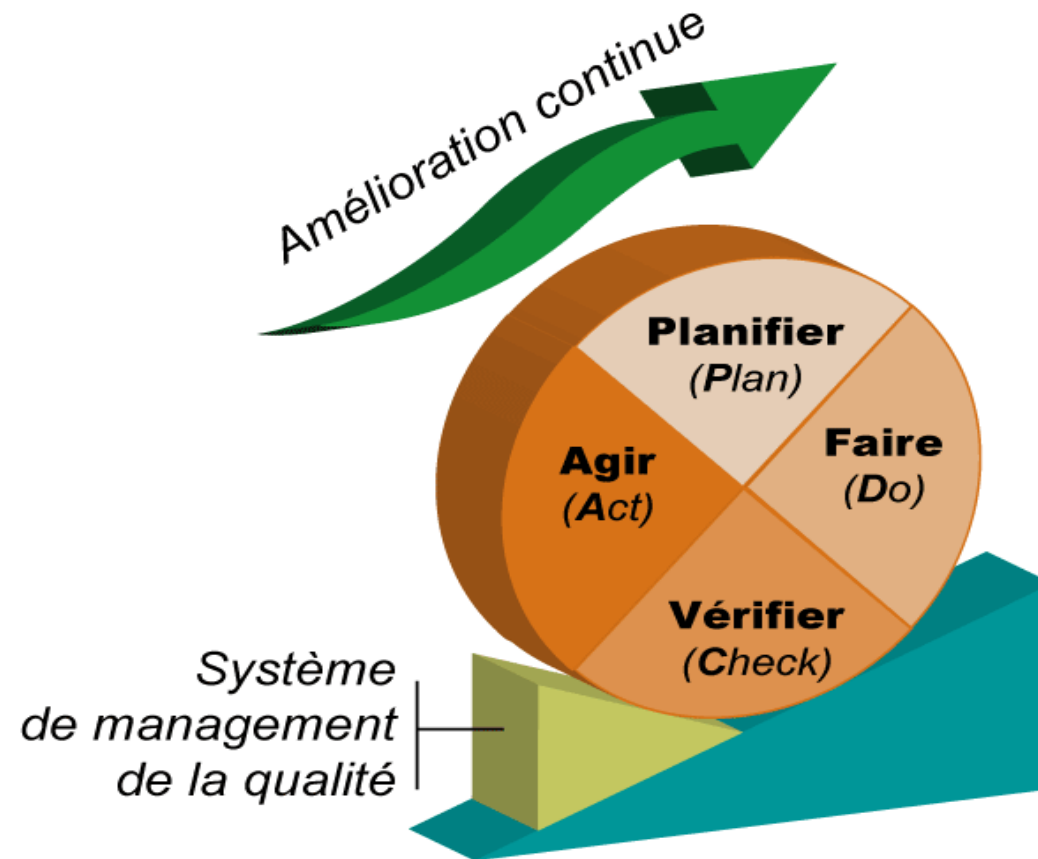 Amélioration continue
Planifier
(Plan)
Faire
(Do)
Agir
(Act)
Vérifier
(Check)
Système
de management
de la qualité